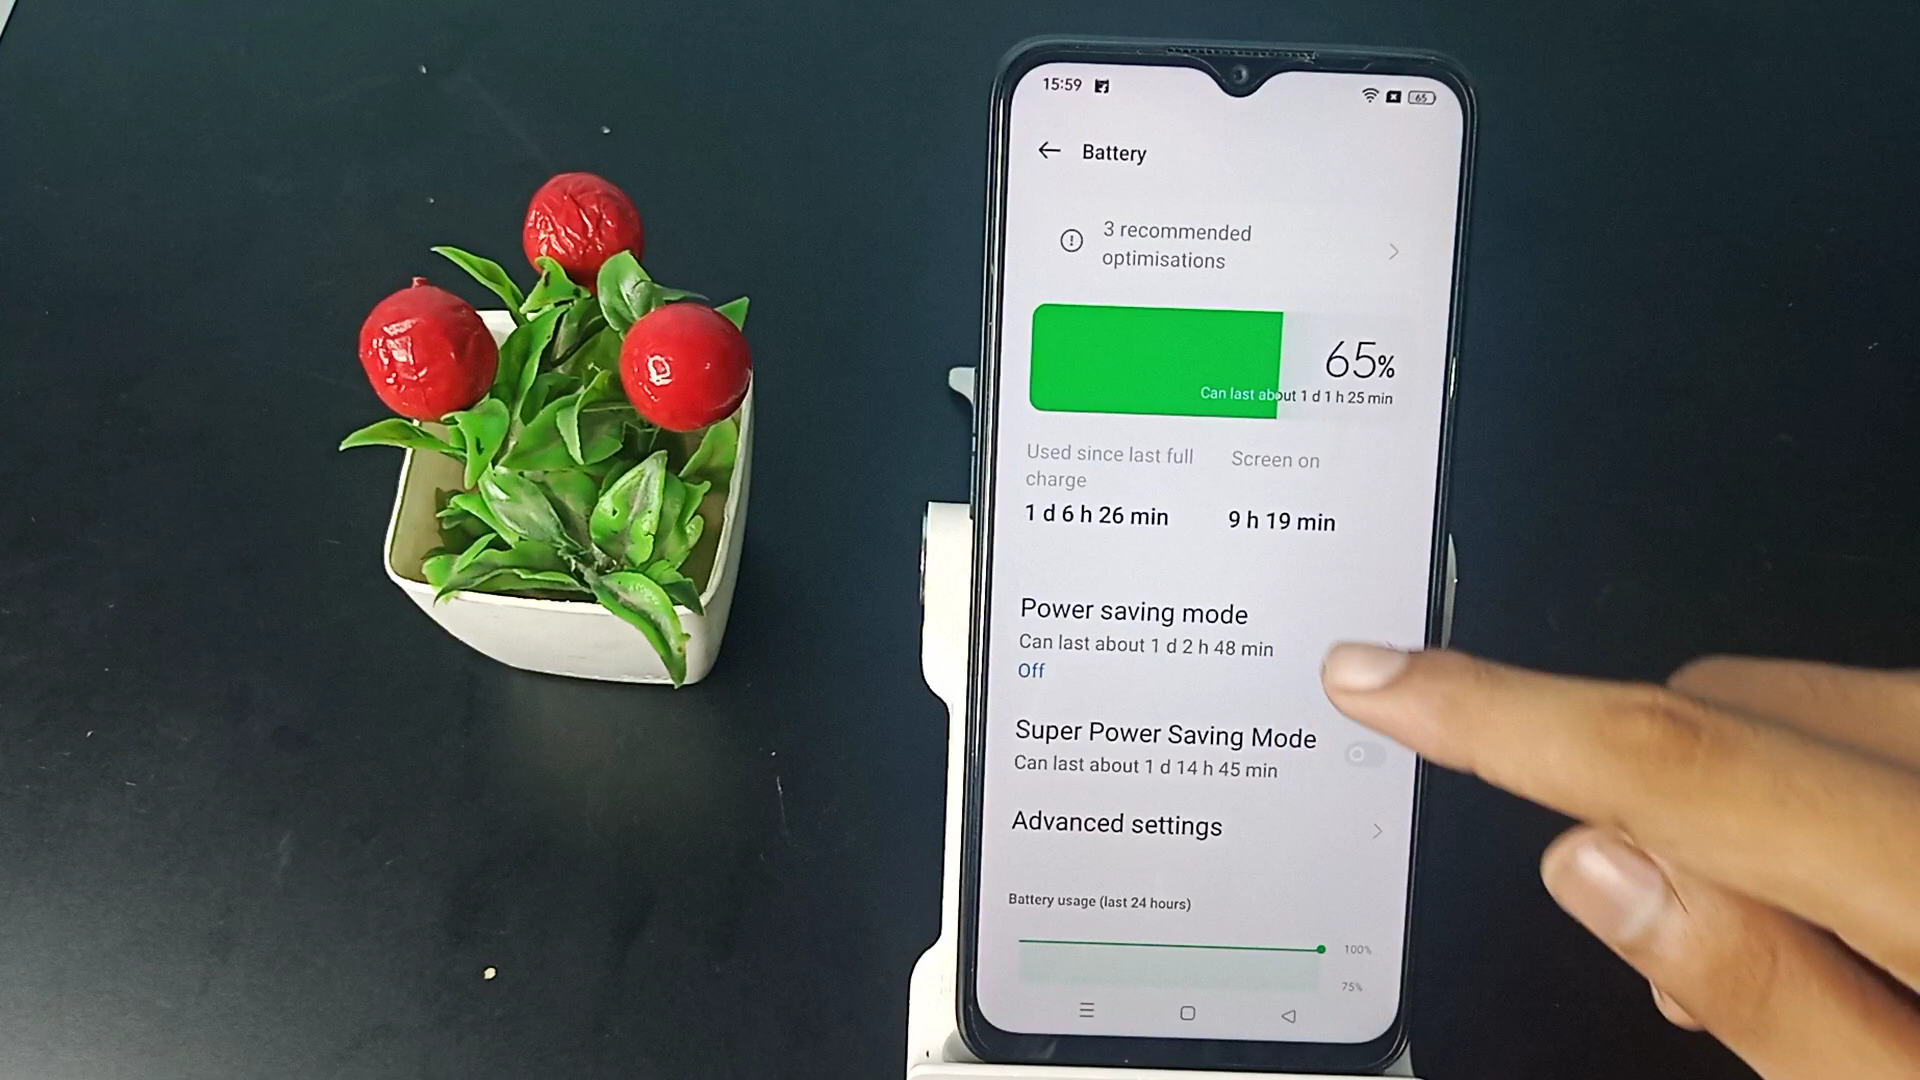 15:59
65
Battery
3 recommended
optimisations
65%
Can last about 1 d 1 h 25 min
Used since last full
charge
Screen on
1 d 6 h 26 min
9 h 19 min
Power saving mode
Can last about 1 d 2 h 48 min
Off
Super Power Saving Mode
Can last about 1 d 14 h 45 min
Advanced settings
Battery usage (last 24 hours)
100%
75%